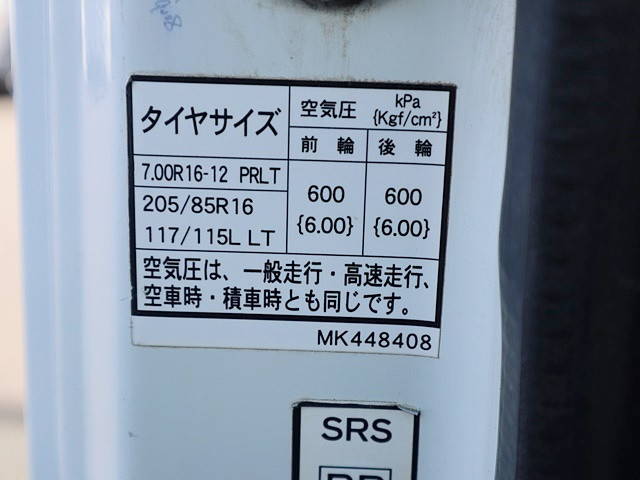 タイヤサイズ 空気圧 kPa {Kgf/cm²}
前輪 後輪
7.00R16-12 PRLT 600 {6.00} 600 {6.00}
205/85R16
117/115L LT
空気圧は、一般走行・高速走行、
空車時・積車時とも同じです。
MK448408
SRS